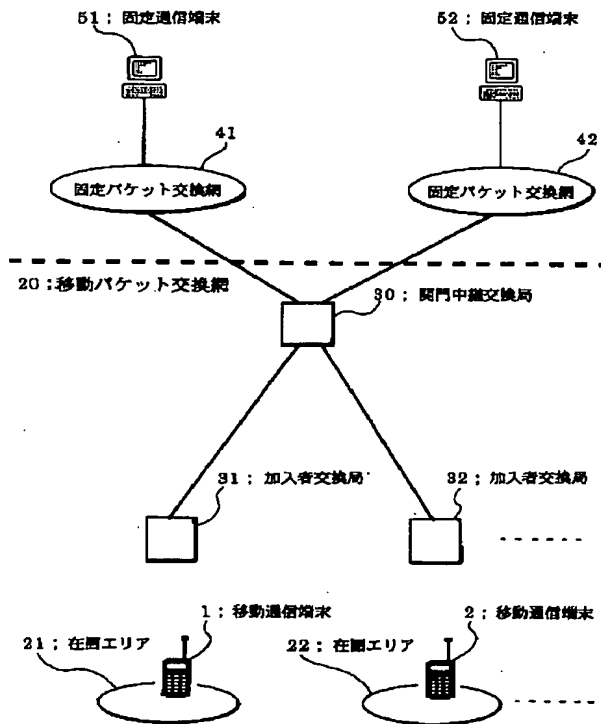 51；固定通信端末
52；固定通信端末
41
42
固定パケット交換網
固定パケット交換網
20；移動パケット交換網
30；関門中継交換局
31；加入者交換局
32；加入者交換局
1；移動通信端末
2；移動通信端末
21；在圏エリア
22；在圏エリア